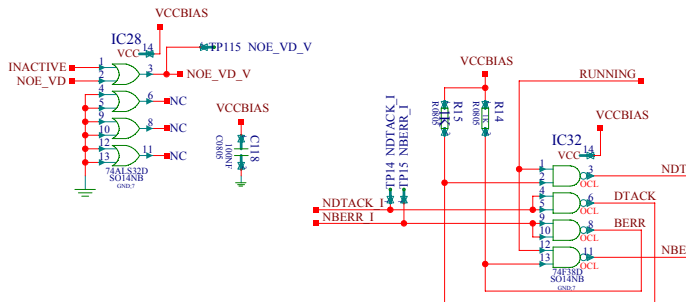 VCCBIAS
IC28
VCC 14
TP115 NOE_VD_V
INACTIVE 1
NOE_VD 2
3 NOE_VD_V
4
5
6 NC
9
10
8 NC
12
13
11 NC
74ALS32D
SO14NB
GND;7
VCCBIAS
C118
100NF
C0805
VCCBIAS
RUNNING
R15
1K
R0805
R14
1K
R0805
TP14 NDTACK_I
TP15 NBERR_I
VCCBIAS
IC32
VCC 14
1
2
3 NDT
OCL
NDTACK_I
NBERR_I
4
5
6 DTACK
OCL
9
10
8 BERR
OCL
12
13
11 NBE
OCL
74F38D
SO14NB
GND;7